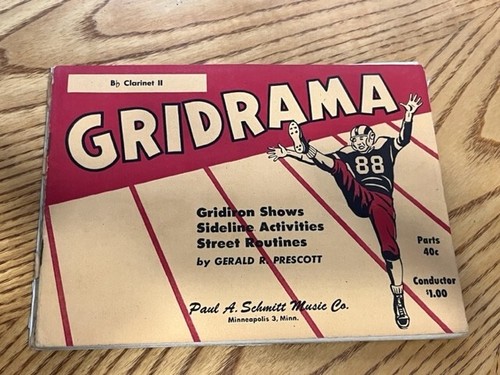 B♭ Clarinet II
GRIDRAMA
88
Gridiron Shows
Sideline Activities
Street Routines
by GERALD R. PRESCOTT
Parts
40c
Conductor
$1.00
Paul A. Schmitt Music Co.
Minneapolis 3, Minn.